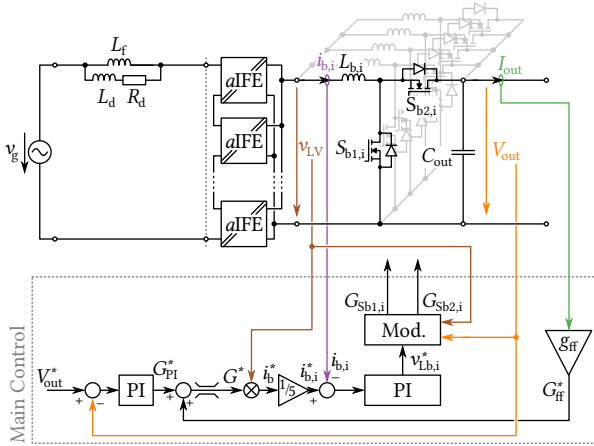 L_f
L_d R_d
v_g
aIFE
aIFE
aIFE
i_b,i
L_b,i
I_out
S_b2,i
S_b1,i
v_LV
C_out
V_out
G_Sb1,i
G_Sb2,i
Mod.
g_ff
Main Control
V*_out
+
−
PI
G*_PI
+
+
G*
i*_b
1/5
i*_b,i
+
−
i_b,i
PI
v*_Lb,i
G*_ff